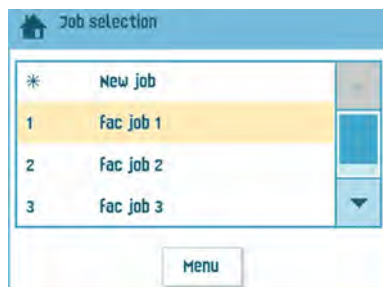 Job selection
* New job
1 Fac job 1
2 Fac job 2
3 Fac job 3
Menu